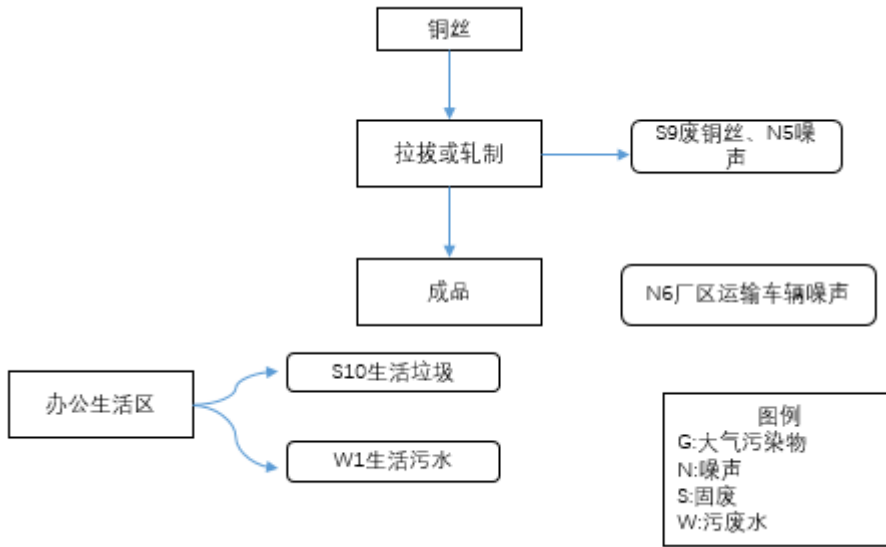 铜丝
拉拔或轧制
S9废铜丝、N5噪
声
成品
N6厂区运输车辆噪声
办公生活区
S10生活垃圾
W1生活污水
图例
G:大气污染物
N:噪声
S:固废
W:污废水